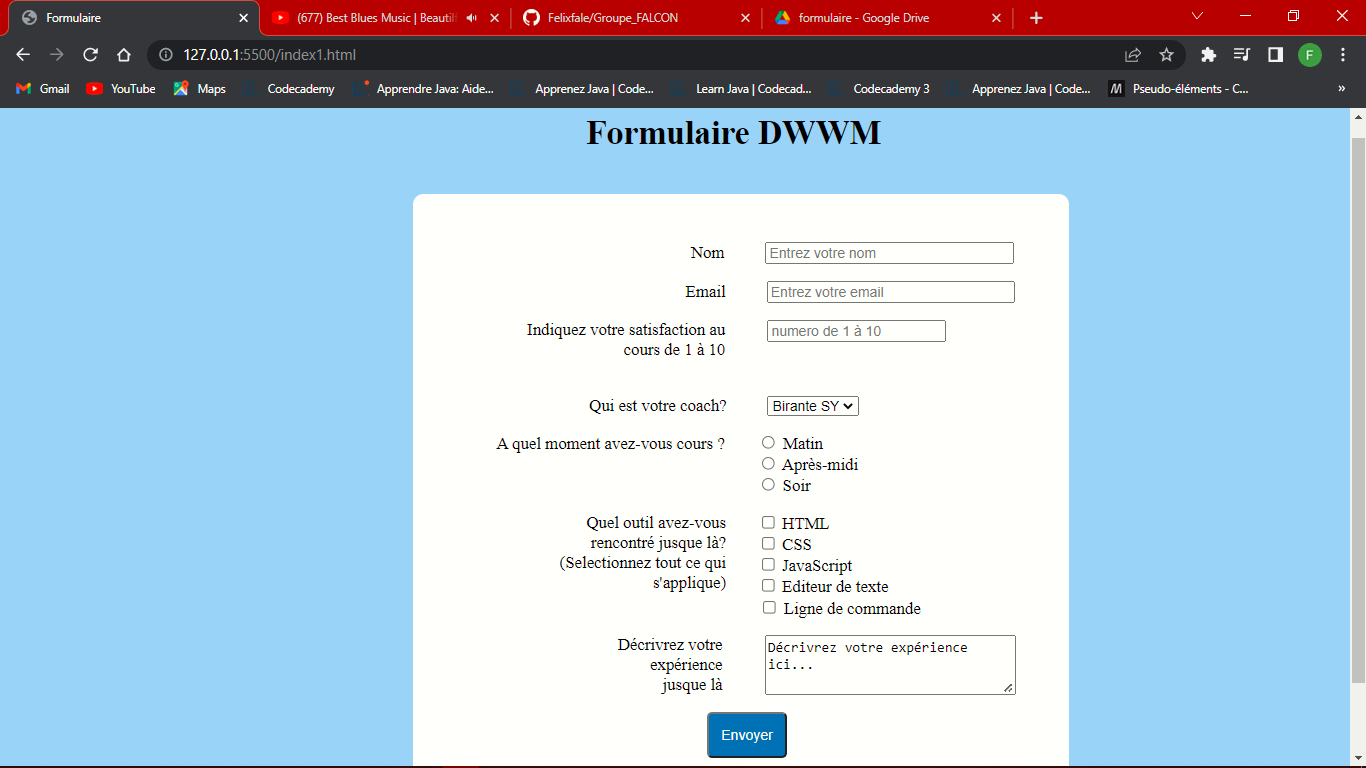 Formulaire
(677) Best Blues Music | Beautif
Felixfale/Groupe_FALCON
formulaire - Google Drive
127.0.0.1:5500/index1.html
F
Gmail
YouTube
Maps
Codecademy
Apprendre Java: Aide...
Apprenez Java | Code...
Learn Java | Codecad...
Codecademy 3
Apprenez Java | Code...
M
Pseudo-éléments - C...
»
Formulaire DWWM
Nom
Entrez votre nom
Email
Entrez votre email
Indiquez votre satisfaction au
cours de 1 à 10
numero de 1 à 10
Qui est votre coach?
Birante SY
A quel moment avez-vous cours ?
Matin
Après-midi
Soir
Quel outil avez-vous
rencontré jusque là?
(Selectionnez tout ce qui
s'applique)
HTML
CSS
JavaScript
Editeur de texte
Ligne de commande
Décrivrez votre
expérience
jusque là
Décrivrez votre expérience
ici...
Envoyer